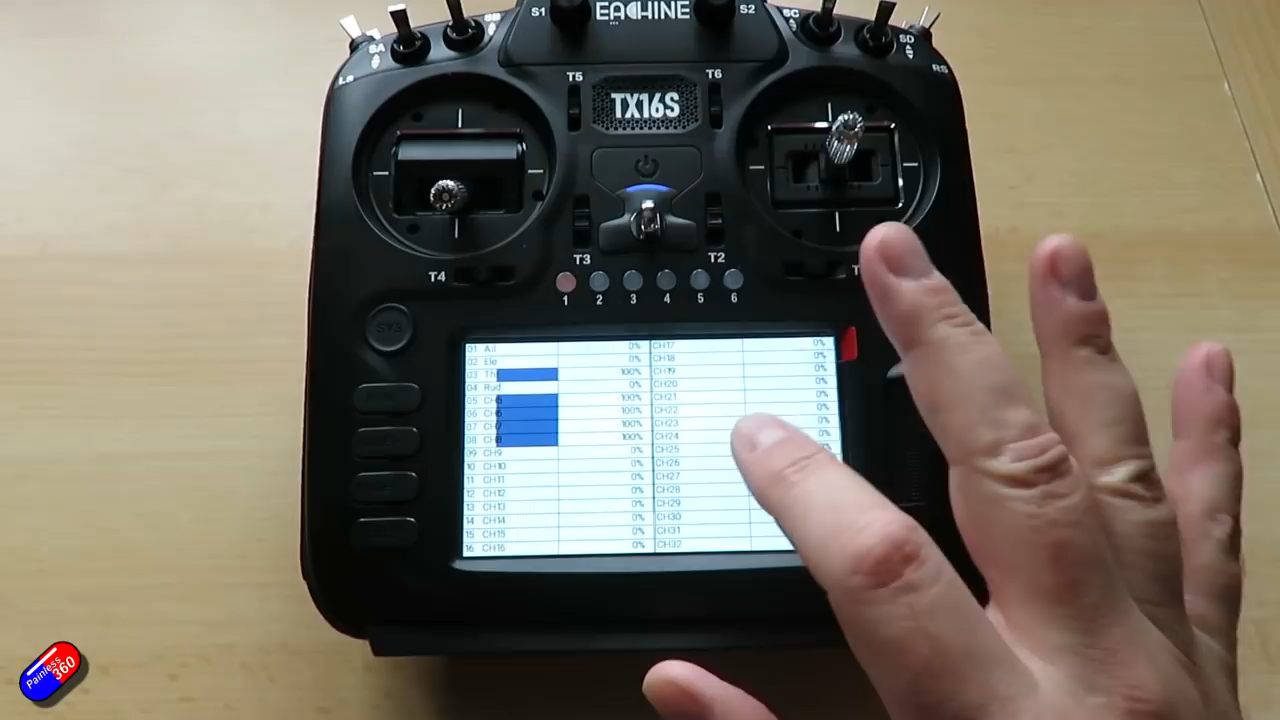 S1 EACHINE S2
SA SB SC SD
LS RS
T5 T6
TX16S
T3 T2
T4 T
1 2 3 4 5 6
SYS
01 Ail 0% CH17 0%
02 Ele 0% CH18
03 Th 100% CH19 0%
04 Rud 0% CH20 0%
05 CH5 100% CH21 0%
06 CH6 100% CH22 0%
07 CH7 100% CH23 0%
08 CH8 100% CH24 0%
09 CH9 0% CH25
10 CH10 0% CH26
11 CH11 0% CH27
12 CH12 0% CH28
13 CH13 0% CH29
14 CH14 0% CH30
15 CH15 0% CH31
16 CH16 0% CH32
Painless
360